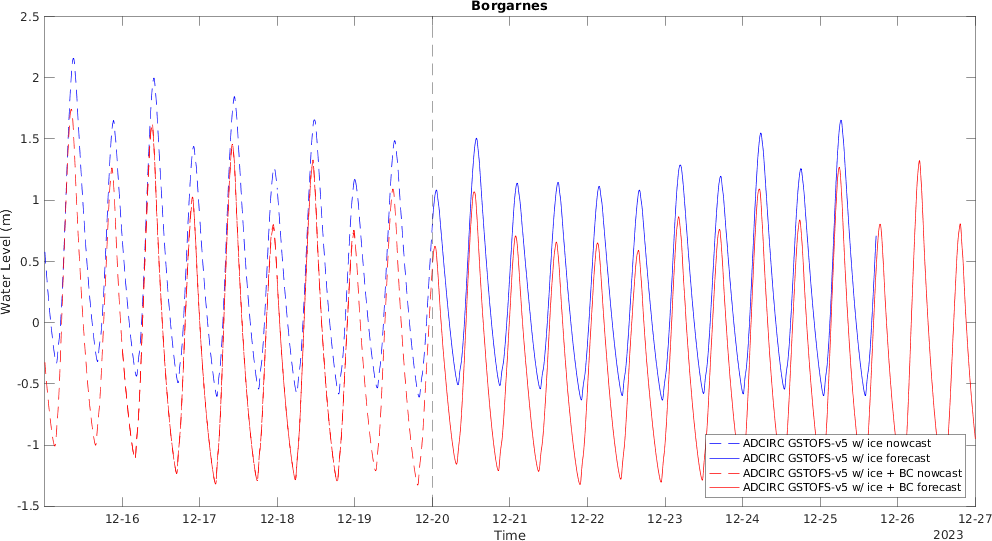 Borgarnes
Water Level (m)
2.5
2
1.5
1
0.5
0
-0.5
-1
-1.5
ADCIRC GSTOFS-v5 w/ ice nowcast
ADCIRC GSTOFS-v5 w/ ice forecast
ADCIRC GSTOFS-v5 w/ ice + BC nowcast
ADCIRC GSTOFS-v5 w/ ice + BC forecast
12-16 12-17 12-18 12-19 12-20 12-21 12-22 12-23 12-24 12-25 12-26 12-27
Time
2023